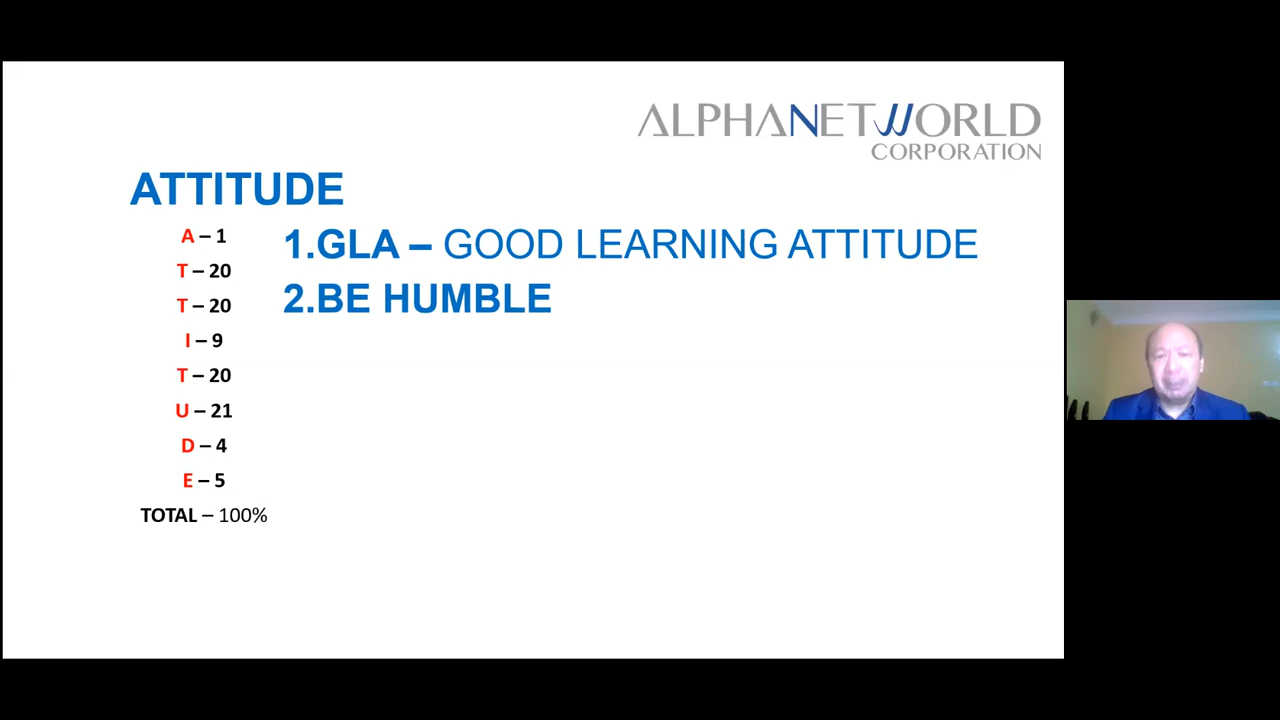 ALPHANETWORLD
CORPORATION
ATTITUDE
A – 1
T – 20
T – 20
I – 9
T – 20
U – 21
D – 4
E – 5
TOTAL – 100%
1.GLA – GOOD LEARNING ATTITUDE
2.BE HUMBLE